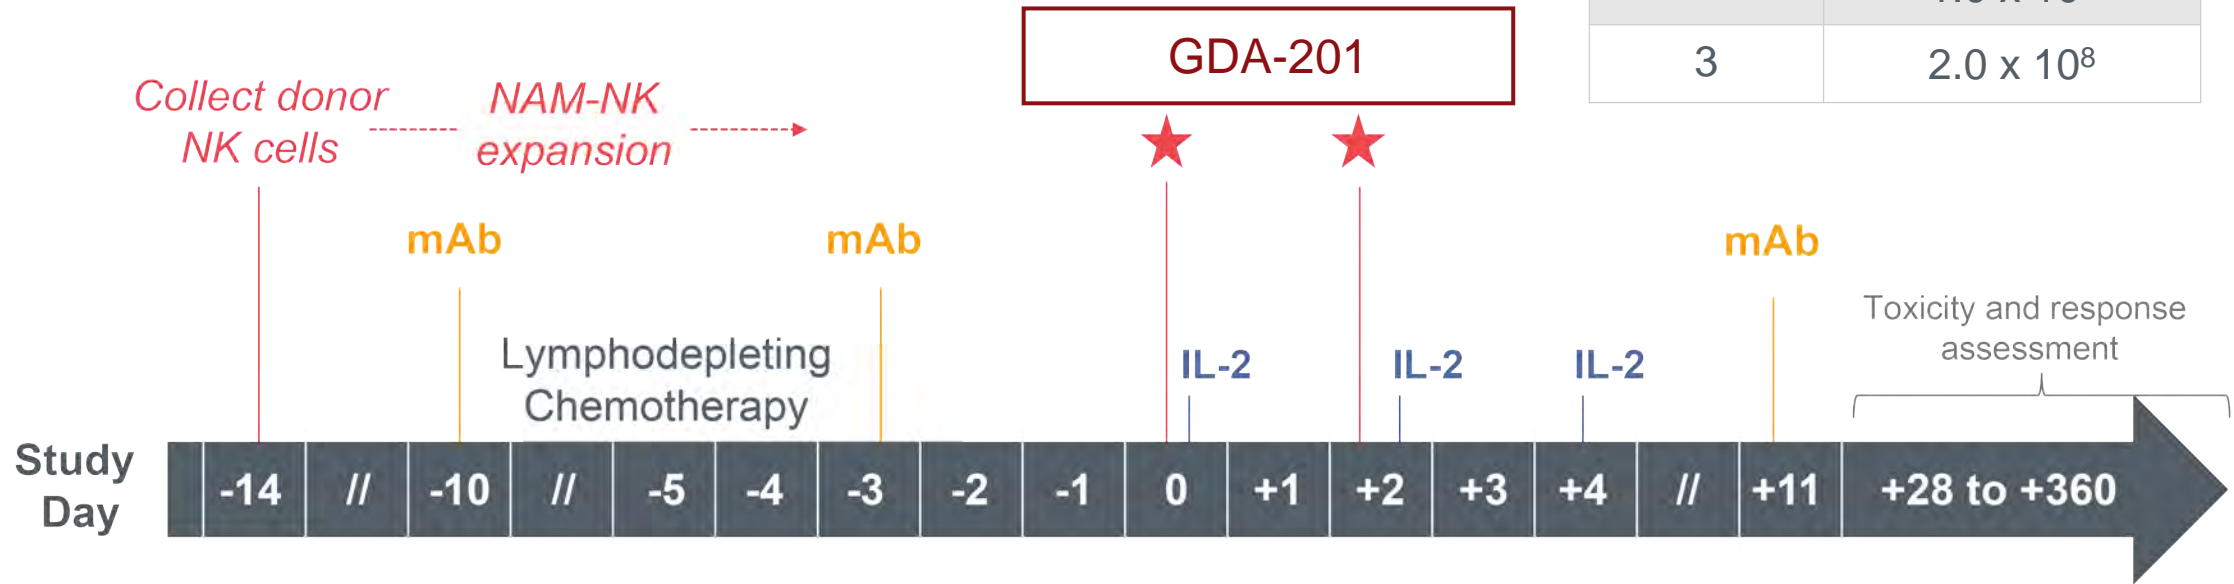 GDA-201
3 2.0 x 10⁸
Collect donor
NK cells
NAM-NK
expansion
mAb
mAb
mAb
Lymphodepleting
Chemotherapy
IL-2
IL-2
IL-2
Toxicity and response
assessment
Study
Day
-14 // -10 // -5 -4 -3 -2 -1 0 +1 +2 +3 +4 // +11 +28 to +360